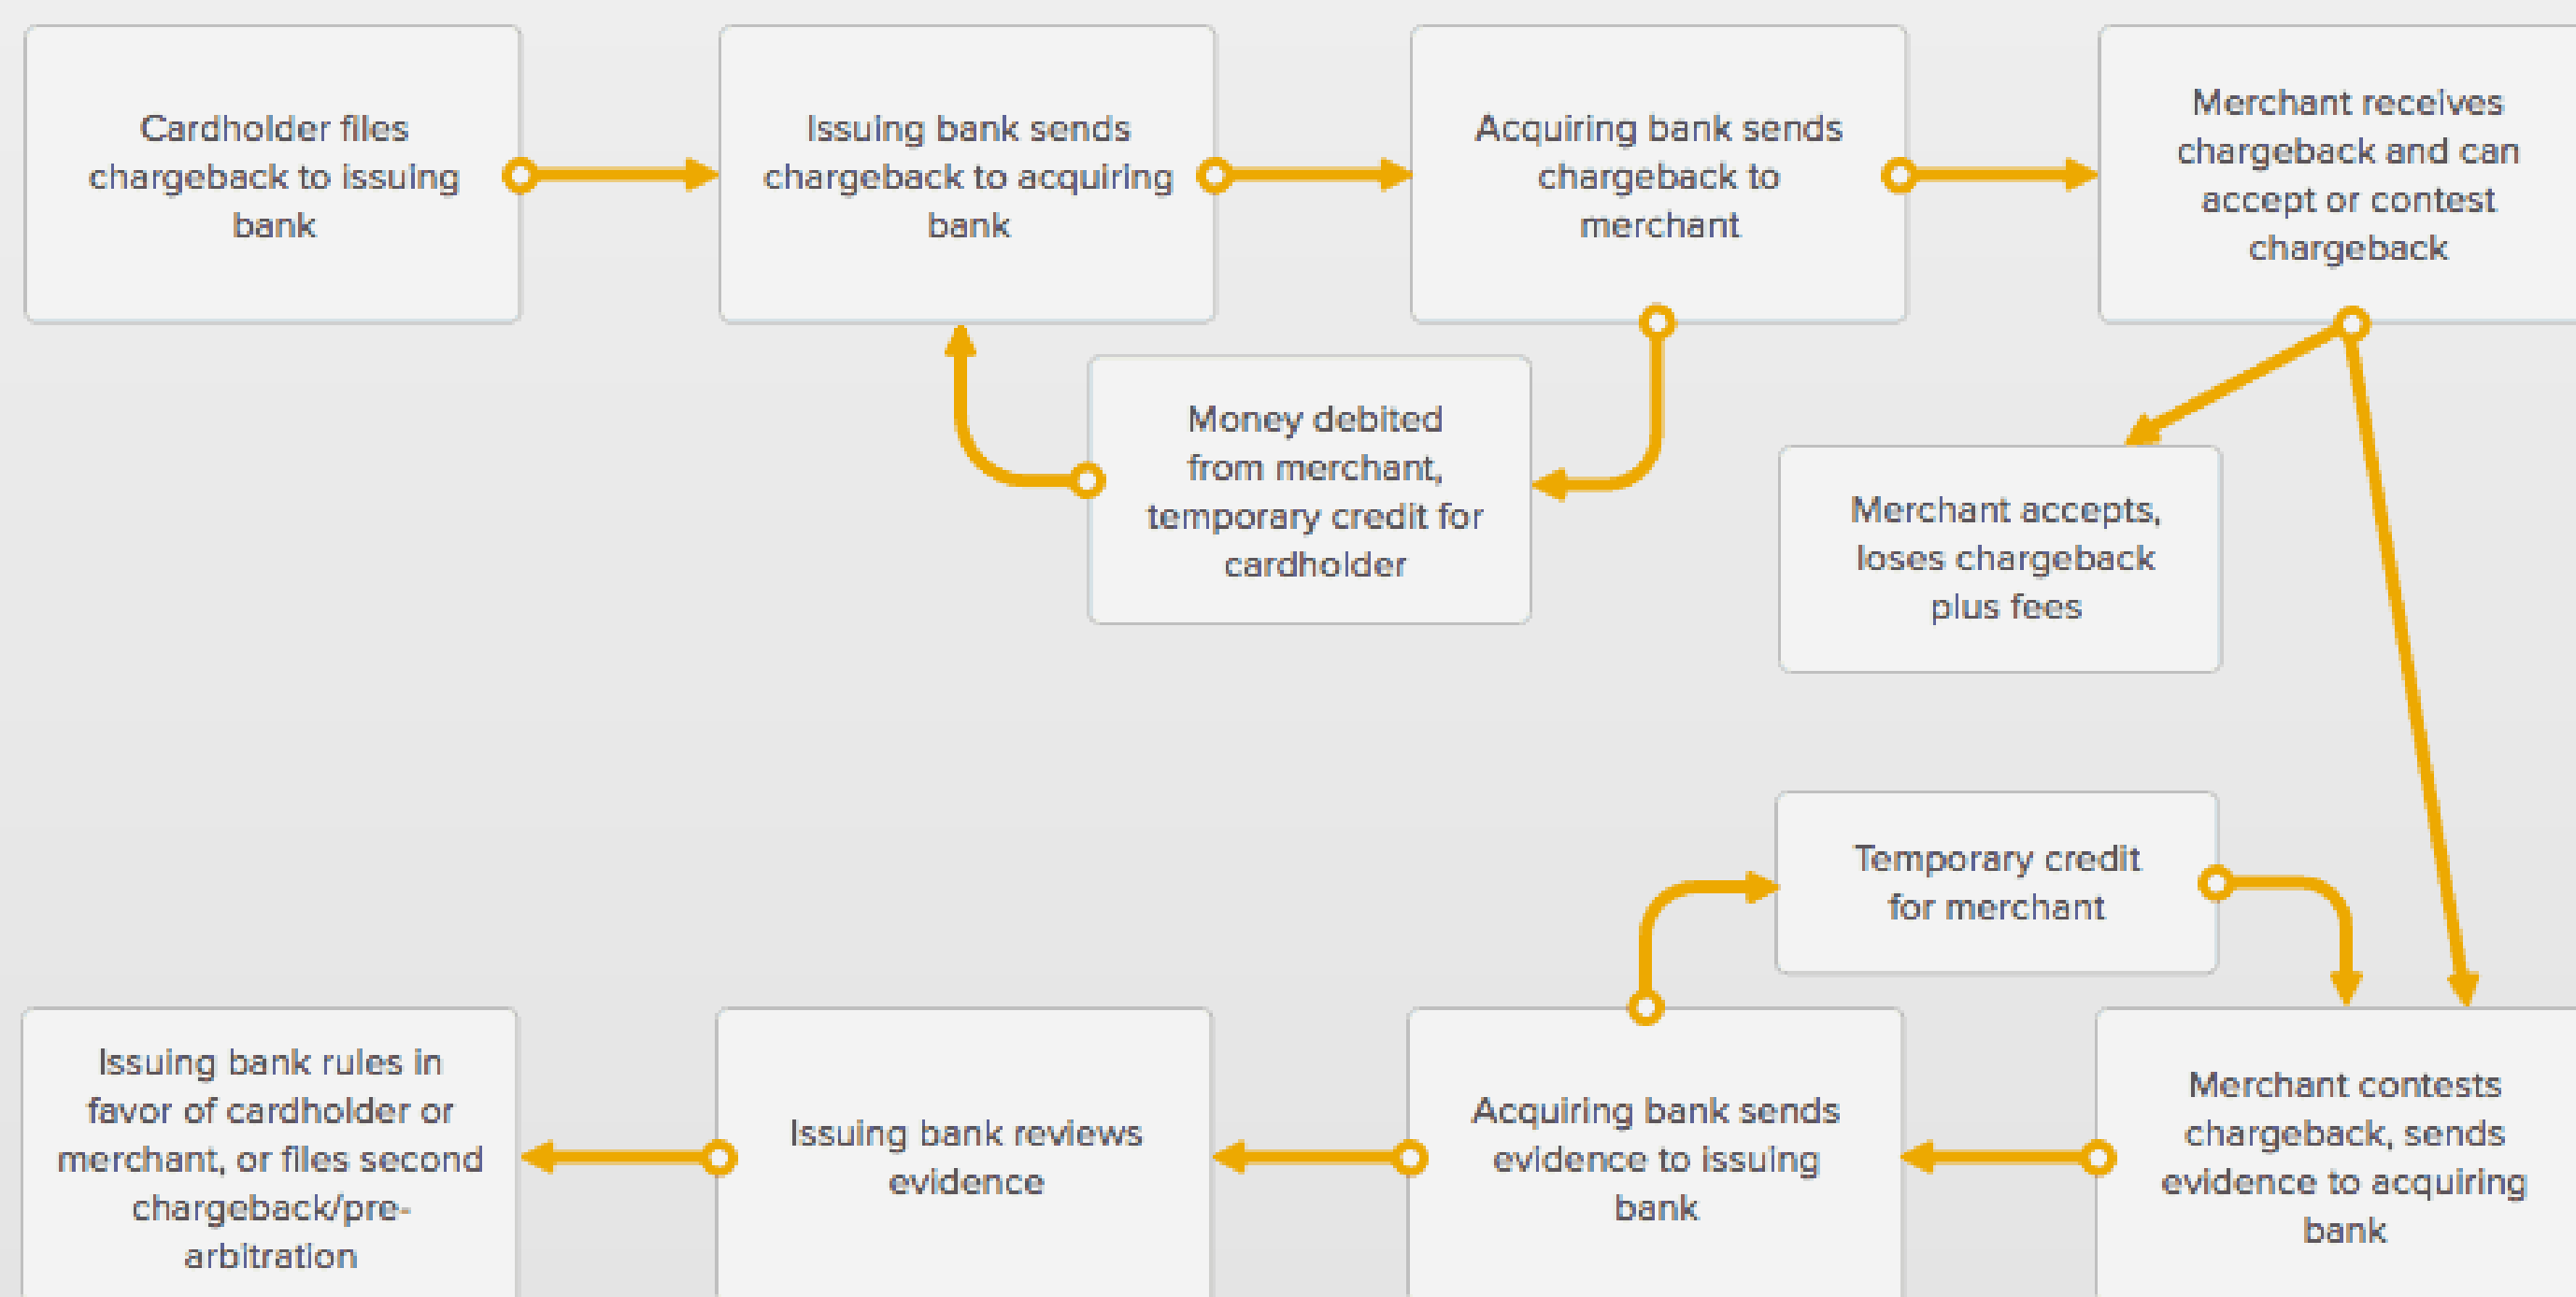 Cardholder files
chargeback to issuing
bank
Issuing bank sends
chargeback to acquiring
bank
Acquiring bank sends
chargeback to
merchant
Merchant receives
chargeback and can
accept or contest
chargeback
Money debited
from merchant,
temporary credit for
cardholder
Merchant accepts,
loses chargeback
plus fees
Temporary credit
for merchant
Merchant contests
chargeback, sends
evidence to acquiring
bank
Acquiring bank sends
evidence to issuing
bank
Issuing bank reviews
evidence
Issuing bank rules in
favor of cardholder or
merchant, or files second
chargeback/pre-
arbitration